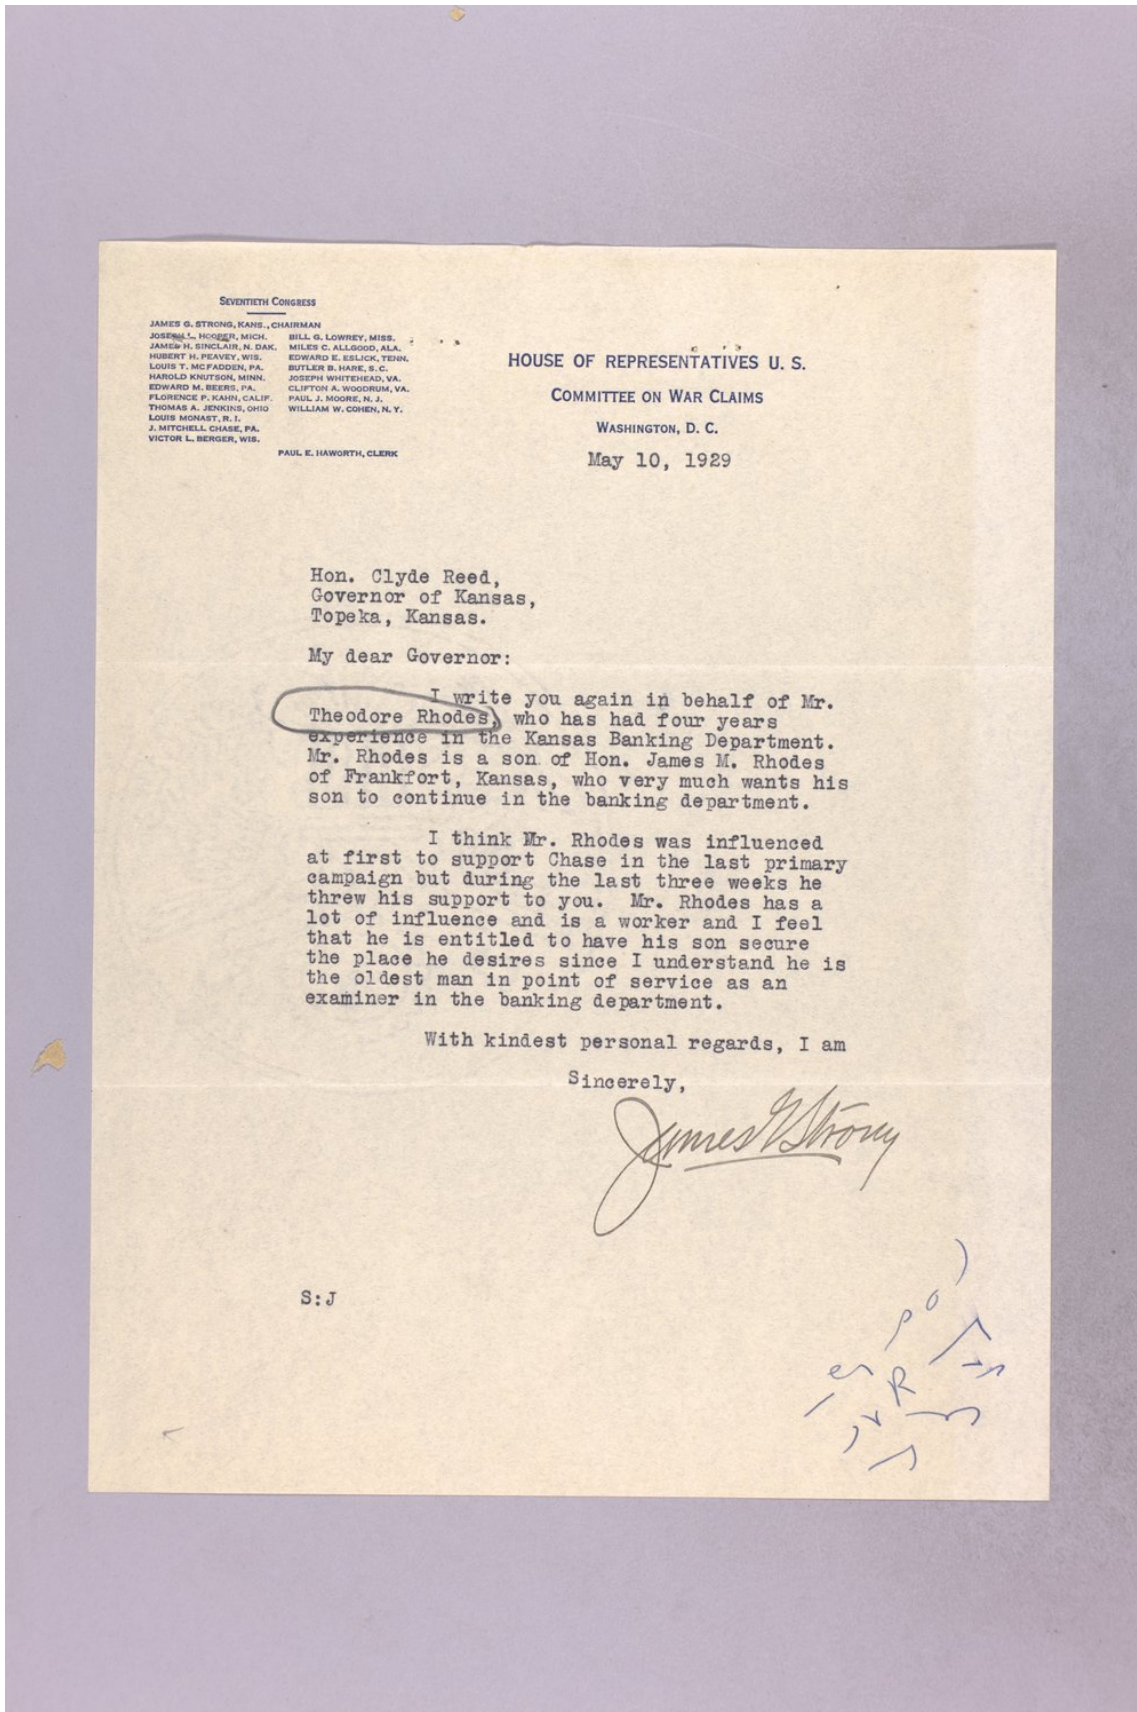 SEVENTIETH CONGRESS
JAMES G. STRONG, KANS., CHAIRMAN
JOSEPH L. HOOPER, MICH.
JAMES H. SINCLAIR, N. DAK.
HUBERT H. PEAVEY, WIS.
LOUIS T. MCFADDEN, PA.
HAROLD KNUTSON, MINN.
EDWARD M. BEERS, PA.
FLORENCE P. KAHN, CALIF.
THOMAS A. JENKINS, OHIO
LOUIS MONAST, R. I.
J. MITCHELL CHASE, PA.
VICTOR L. BERGER, WIS.
BILL G. LOWREY, MISS.
MILES C. ALLGOOD, ALA.
EDWARD E. ESLICK, TENN.
BUTLER B. HARE, S. C.
JOSEPH WHITEHEAD, VA.
CLIFTON A. WOODRUM, VA.
PAUL J. MOORE, N. J.
WILLIAM W. COHEN, N. Y.
PAUL E. HAWORTH, CLERK
HOUSE OF REPRESENTATIVES U. S.
COMMITTEE ON WAR CLAIMS
WASHINGTON, D. C.
May 10, 1929
Hon. Clyde Reed,
Governor of Kansas,
Topeka, Kansas.
My dear Governor:
I write you again in behalf of Mr.
Theodore Rhodes, who has had four years
experience in the Kansas Banking Department.
Mr. Rhodes is a son of Hon. James M. Rhodes
of Frankfort, Kansas, who very much wants his
son to continue in the banking department.
I think Mr. Rhodes was influenced
at first to support Chase in the last primary
campaign but during the last three weeks he
threw his support to you. Mr. Rhodes has a
lot of influence and is a worker and I feel
that he is entitled to have his son secure
the place he desires since I understand he is
the oldest man in point of service as an
examiner in the banking department.
With kindest personal regards, I am
Sincerely,
James G Strong
S:J